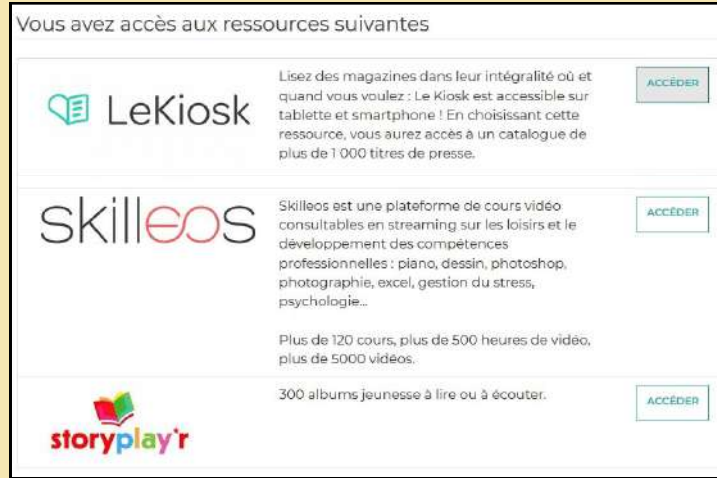 Vous avez accès aux ressources suivantes
LeKiosk
Lisez des magazines dans leur intégralité où et
quand vous voulez : Le Kiosk est accessible sur
tablette et smartphone ! En choisissant cette
ressource, vous aurez accès à un catalogue de
plus de 1 000 titres de presse.
ACCÉDER
skilleos
Skilleos est une plateforme de cours vidéo
consultables en streaming sur les loisirs et le
développement des compétences
professionnelles : piano, dessin, photoshop,
photographie, excel, gestion du stress,
psychologie...
Plus de 120 cours, plus de 500 heures de vidéo,
plus de 5000 vidéos.
ACCÉDER
storyplay'r
300 albums jeunesse à lire ou à écouter.
ACCÉDER